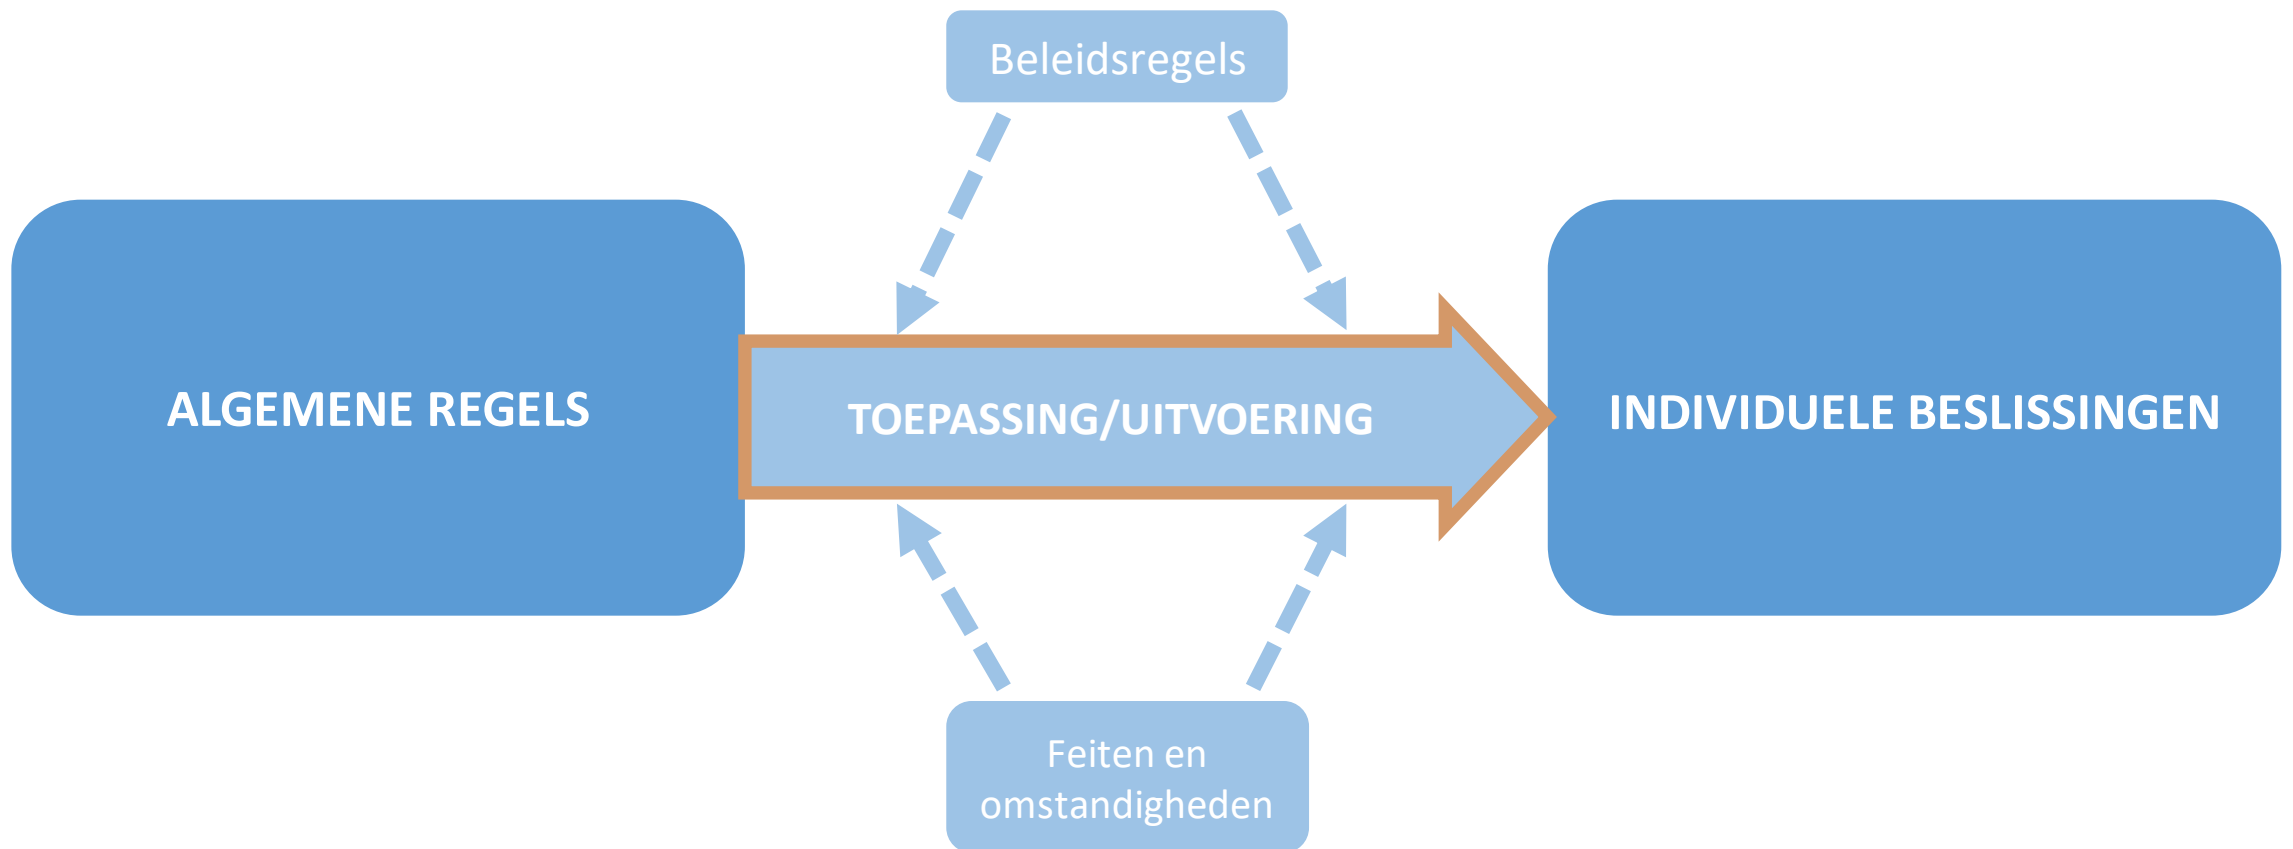 Beleidsregels
ALGEMENE REGELS
TOEPASSING/UITVOERING
INDIVIDUELE BESLISSINGEN
Feiten en
omstandigheden